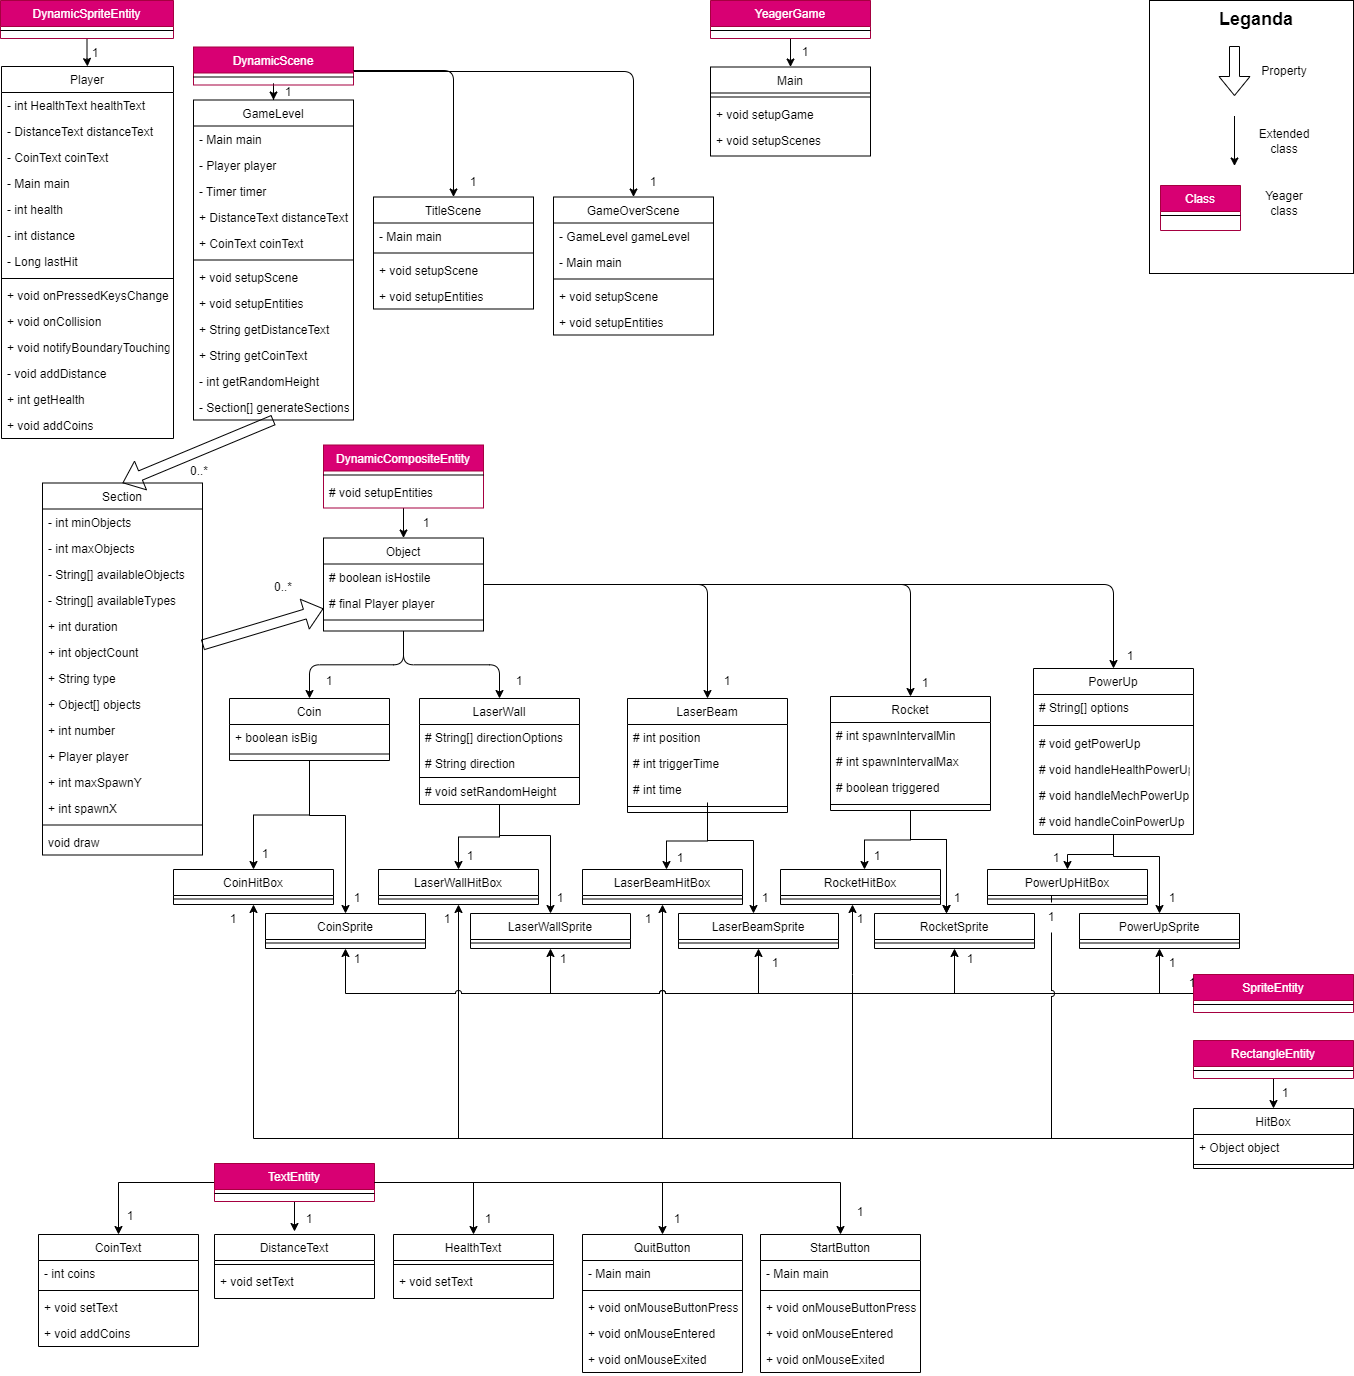 DynamicSpriteEntity
1
Player
- int HealthText healthText
- DistanceText distanceText
- CoinText coinText
- Main main
- int health
- int distance
- Long lastHit
+ void onPressedKeysChange
+ void onCollision
+ void notifyBoundaryTouching
- void addDistance
+ int getHealth
+ void addCoins
DynamicScene
1
GameLevel
- Main main
- Player player
- Timer timer
+ DistanceText distanceText
+ CoinText coinText
+ void setupScene
+ void setupEntities
+ String getDistanceText
+ String getCoinText
- int getRandomHeight
- Section[] generateSections
1
TitleScene
- Main main
+ void setupScene
+ void setupEntities
1
GameOverScene
- GameLevel gameLevel
- Main main
+ void setupScene
+ void setupEntities
YeagerGame
1
Main
+ void setupGame
+ void setupScenes
Leganda
Property
Extended
class
Class
Yeager
class
0..*
Section
- int minObjects
- int maxObjects
- String[] availableObjects
- String[] availableTypes
+ int duration
+ int objectCount
+ String type
+ Object[] objects
+ int number
+ Player player
+ int maxSpawnY
+ int spawnX
void draw
0..*
DynamicCompositeEntity
# void setupEntities
1
Object
# boolean isHostile
# final Player player
1
Coin
+ boolean isBig
1
LaserWall
# String[] directionOptions
# String direction
# void setRandomHeight
1
LaserBeam
# int position
# int triggerTime
# int time
1
Rocket
# int spawnIntervalMin
# int spawnIntervalMax
# boolean triggered
1
PowerUp
# String[] options
# void getPowerUp
# void handleHealthPowerUp
# void handleMechPowerUp
# void handleCoinPowerUp
1
CoinHitBox
1
1
CoinSprite
1
1
LaserWallHitBox
1
1
LaserWallSprite
1
1
LaserBeamHitBox
1
1
LaserBeamSprite
1
1
RocketHitBox
1
1
RocketSprite
1
1
PowerUpHitBox
1
1
PowerUpSprite
1
1
SpriteEntity
RectangleEntity
1
HitBox
+ Object object
TextEntity
1
CoinText
- int coins
+ void setText
+ void addCoins
1
DistanceText
+ void setText
1
HealthText
+ void setText
1
QuitButton
- Main main
+ void onMouseButtonPress
+ void onMouseEntered
+ void onMouseExited
1
StartButton
- Main main
+ void onMouseButtonPress
+ void onMouseEntered
+ void onMouseExited